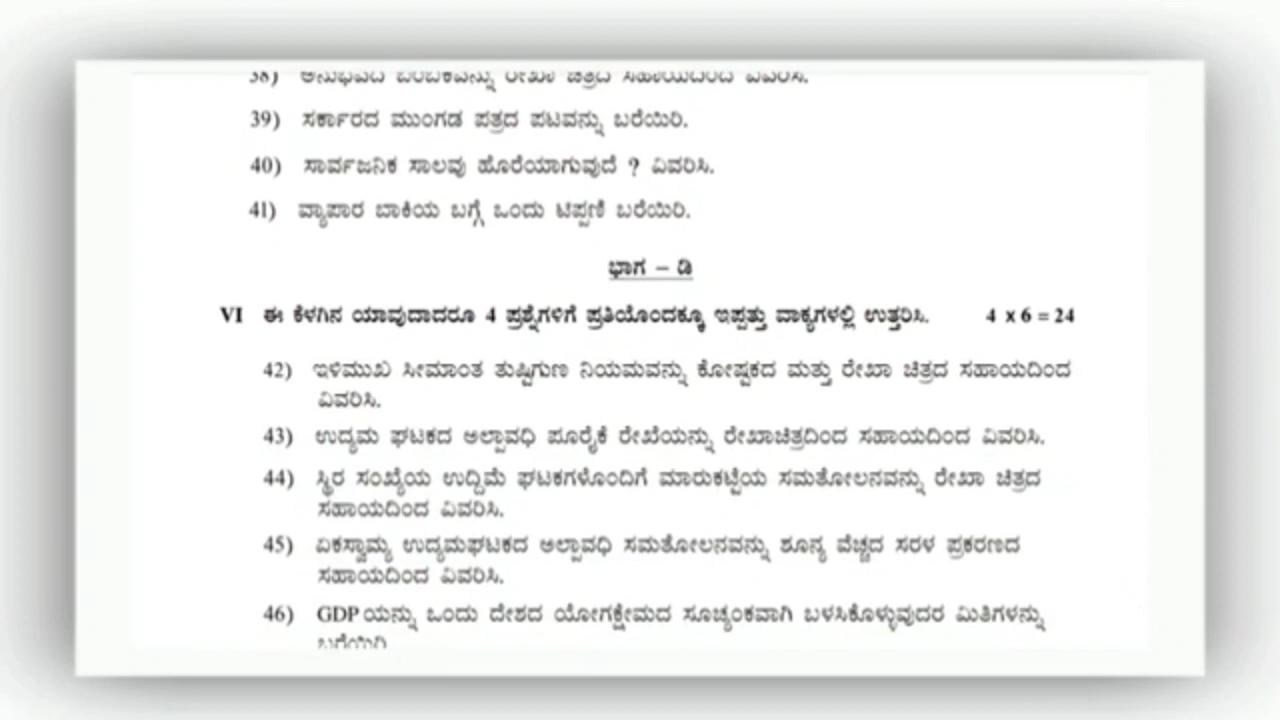 38)
39) ಸರ್ಕಾರದ ಮುಂಗಡ ಪತ್ರದ ಪಟವನ್ನು ಬರೆಯಿರಿ.
40) ಸಾರ್ವಜನಿಕ ಸಾಲವು ಹೊರೆಯಾಗುವುದೆ ? ವಿವರಿಸಿ.
41) ವ್ಯಾಪಾರ ಬಾಕಿಯ ಬಗ್ಗೆ ಒಂದು ಟಿಪ್ಪಣಿ ಬರೆಯಿರಿ.
ಭಾಗ – ಡಿ
VI ಈ ಕೆಳಗಿನ ಯಾವುದಾದರೂ 4 ಪ್ರಶ್ನೆಗಳಿಗೆ ಪ್ರತಿಯೊಂದಕ್ಕೂ ಇಪ್ಪತ್ತು ವಾಕ್ಯಗಳಲ್ಲಿ ಉತ್ತರಿಸಿ. 4 x 6 = 24
42) ಇಳಿಮುಖ ಸೀಮಾಂತ ತುಷ್ಟಿಗುಣ ನಿಯಮವನ್ನು ಕೋಷ್ಟಕದ ಮತ್ತು ರೇಖಾ ಚಿತ್ರದ ಸಹಾಯದಿಂದ
ವಿವರಿಸಿ.
43) ಉದ್ಯಮ ಘಟಕದ ಅಲ್ಪಾವಧಿ ಪೂರೈಕೆ ರೇಖೆಯನ್ನು ರೇಖಾಚಿತ್ರದಿಂದ ಸಹಾಯದಿಂದ ವಿವರಿಸಿ.
44) ಸ್ಥಿರ ಸಂಖ್ಯೆಯ ಉದ್ದಿಮೆ ಘಟಕಗಳೊಂದಿಗೆ ಮಾರುಕಟ್ಟೆಯ ಸಮತೋಲನವನ್ನು ರೇಖಾ ಚಿತ್ರದ
ಸಹಾಯದಿಂದ ವಿವರಿಸಿ.
45) ಏಕಸ್ವಾಮ್ಯ ಉದ್ಯಮಘಟಕದ ಅಲ್ಪಾವಧಿ ಸಮತೋಲನವನ್ನು ಶೂನ್ಯ ವೆಚ್ಚದ ಸರಳ ಪ್ರಕರಣದ
ಸಹಾಯದಿಂದ ವಿವರಿಸಿ.
46) GDP ಯನ್ನು ಒಂದು ದೇಶದ ಯೋಗಕ್ಷೇಮದ ಸೂಚ್ಯಂಕವಾಗಿ ಬಳಸಿಕೊಳ್ಳುವುದರ ಮಿತಿಗಳನ್ನು